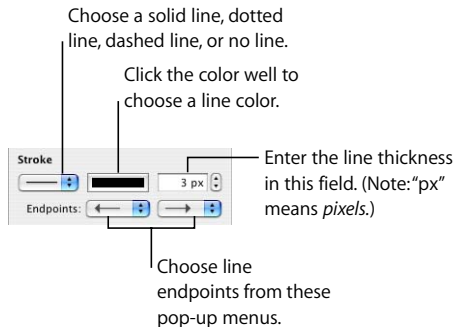 Choose a solid line, dotted
line, dashed line, or no line.
Click the color well to
choose a line color.
Stroke
3 px
Endpoints:
Enter the line thickness
in this field. (Note: “px”
means pixels.)
Choose line
endpoints from these
pop-up menus.